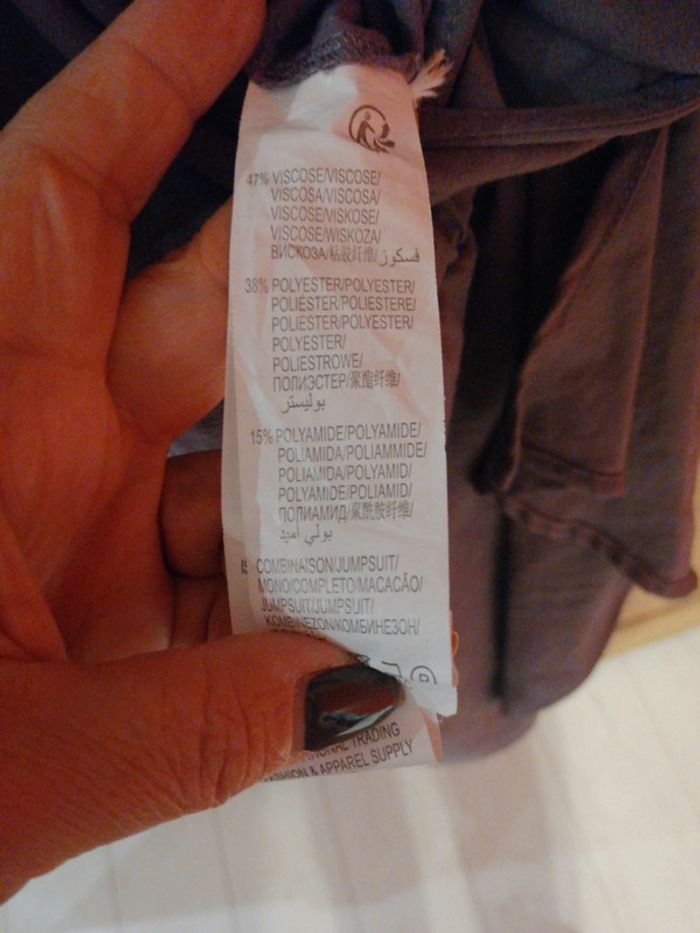 47% VISCOSE/VISCOSE/
VISCOSA/VISCOSA/
VISCOSE/VISKOSE/
VISCOSE/WISKOZA/
ВИСКОЗА/粘胶纤维/فسكوز
38% POLYESTER/POLYESTER/
POLIÉSTER/POLIESTERE/
POLIESTER/POLYESTER/
POLYESTER/
POLIESTROWE/
ПОЛИЭСТЕР/聚酯纤维/
بوليستر
15% POLYAMIDE/POLYAMIDE/
POLIAMIDA/POLIAMMIDE/
POLIAMIDA/POLYAMID/
POLYAMIDE/POLIAMID/
ПОЛИАМИД/聚酰胺纤维/
بولي أميد
COMBINAISON/JUMPSUIT/
MONO/COMPLETO/MACACÃO/
JUMPSUIT/JUMPSUIT/
KOMBINEZON/КОМБИНЕЗОН/
TRADING
& APPAREL SUPPLY